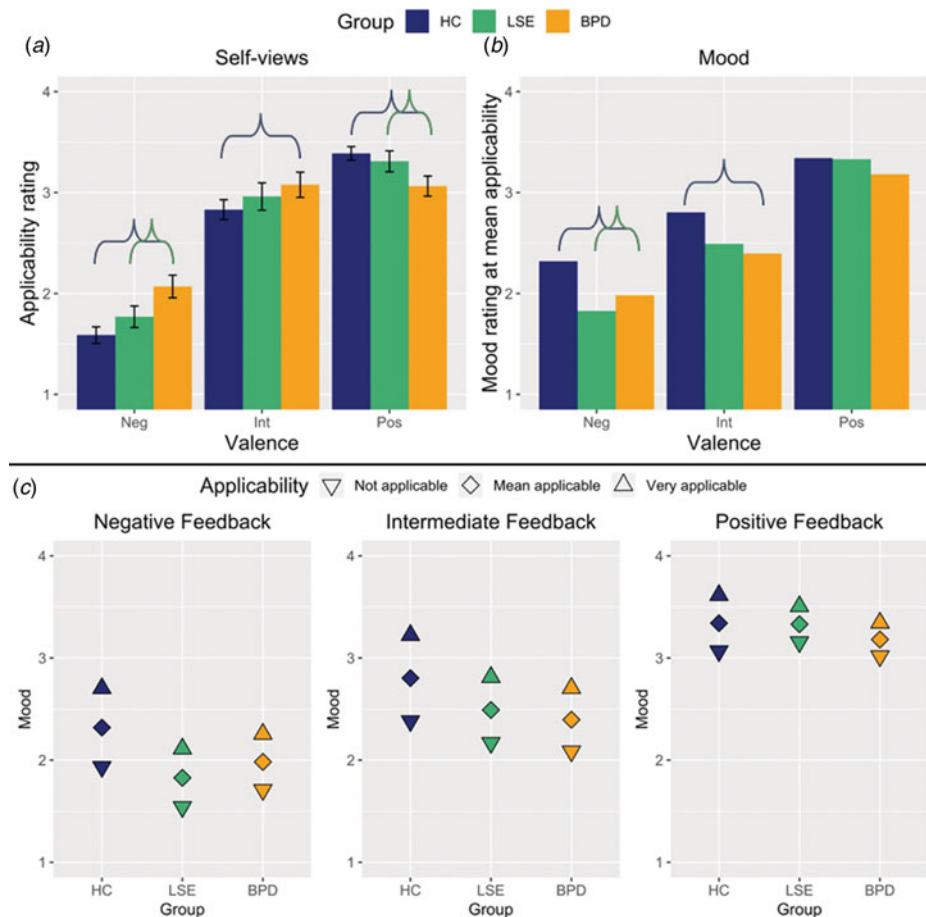 Group HC LSE BPD
(a) (b)
Self-views Mood
Applicability rating
4
3
2
1
Neg Int Pos
Valence
Mood rating at mean applicability
4
3
2
1
Neg Int Pos
Valence
(c) Applicability Not applicable Mean applicable Very applicable
Negative Feedback Intermediate Feedback Positive Feedback
Mood
4
3
2
1
HC LSE BPD
Group
Mood
4
3
2
1
HC LSE BPD
Group
Mood
4
3
2
1
HC LSE BPD
Group